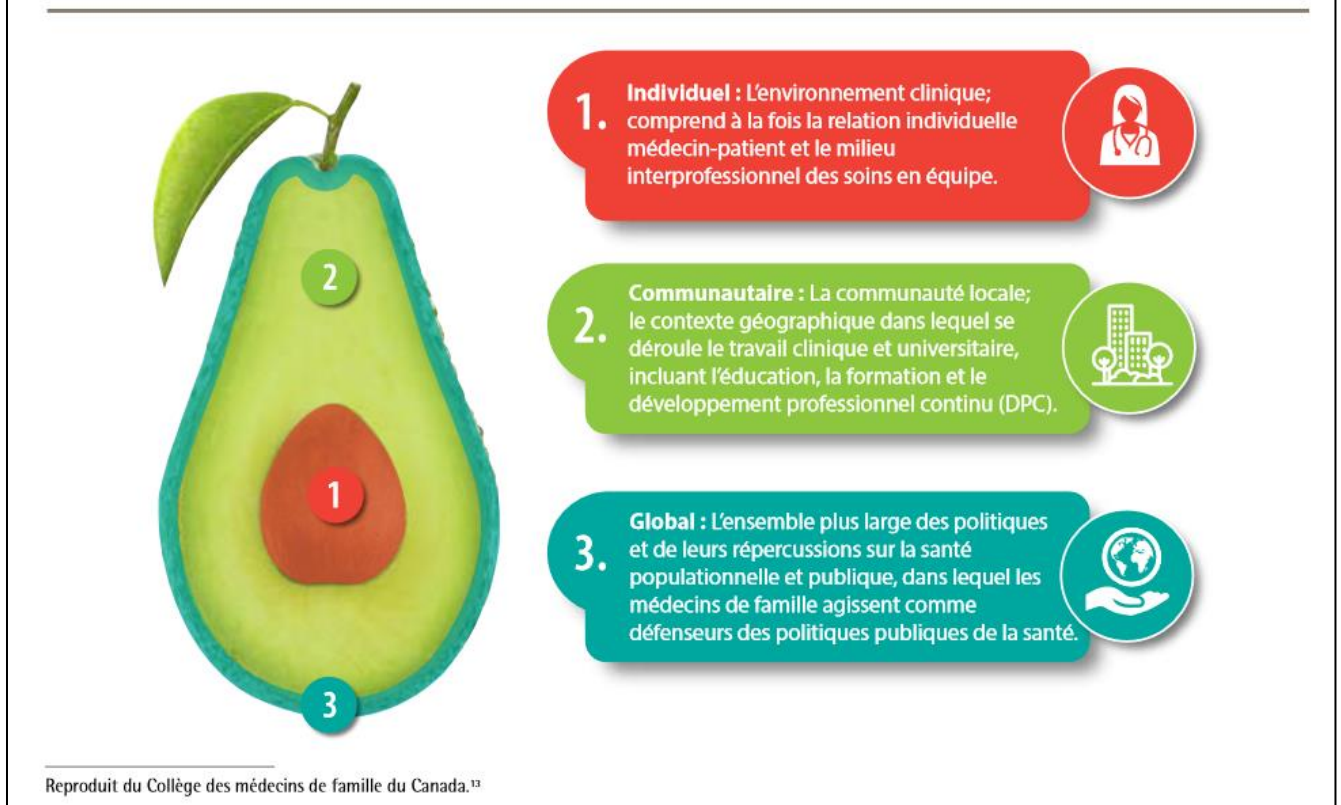 1. Individuel : L'environnement clinique;
comprend à la fois la relation individuelle
médecin-patient et le milieu
interprofessionnel des soins en équipe.
2. Communautaire : La communauté locale;
le contexte géographique dans lequel se
déroule le travail clinique et universitaire,
incluant l'éducation, la formation et le
développement professionnel continu (DPC).
3. Global : L'ensemble plus large des politiques
et de leurs répercussions sur la santé
populationnelle et publique, dans lequel les
médecins de famille agissent comme
défenseurs des politiques publiques de la santé.
2
1
3
Reproduit du Collège des médecins de famille du Canada.¹³